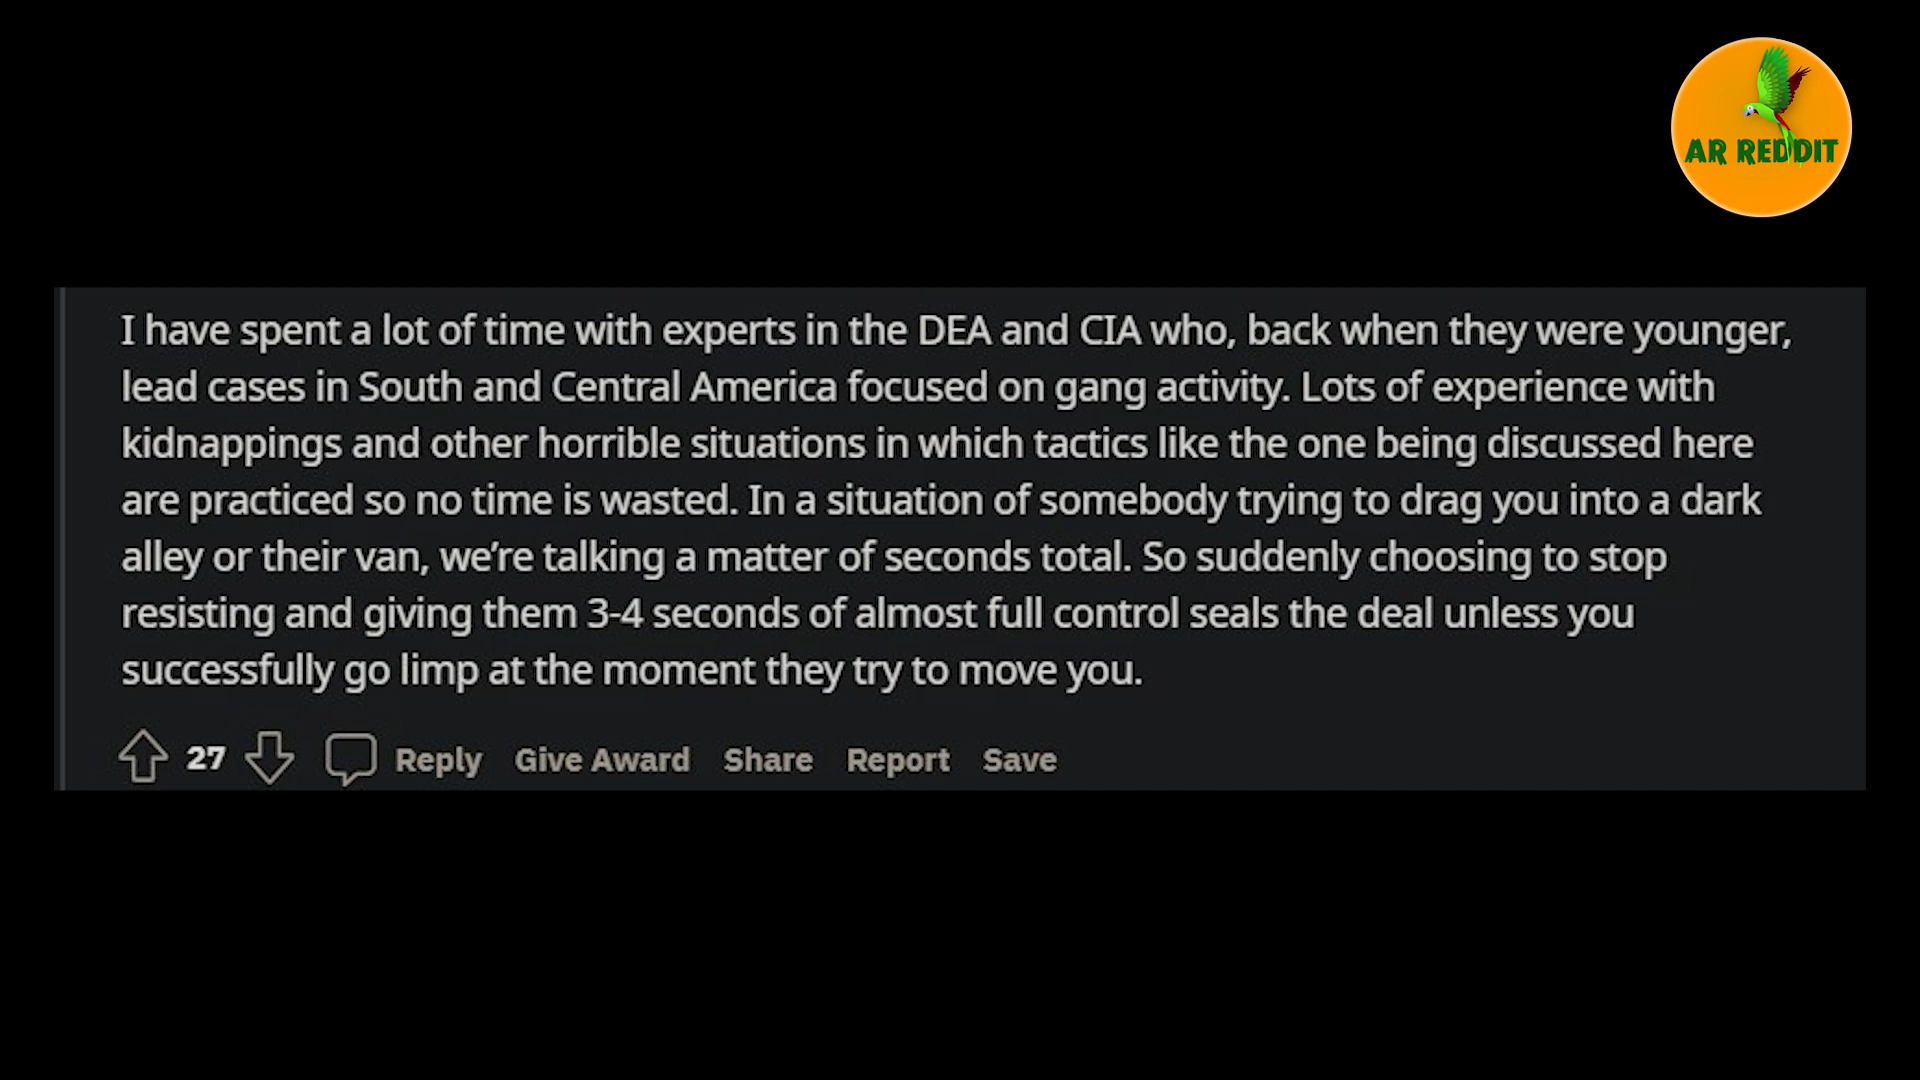 AR REDDIT
I have spent a lot of time with experts in the DEA and CIA who, back when they were younger,
lead cases in South and Central America focused on gang activity. Lots of experience with
kidnappings and other horrible situations in which tactics like the one being discussed here
are practiced so no time is wasted. In a situation of somebody trying to drag you into a dark
alley or their van, we’re talking a matter of seconds total. So suddenly choosing to stop
resisting and giving them 3-4 seconds of almost full control seals the deal unless you
successfully go limp at the moment they try to move you.
27 Reply Give Award Share Report Save